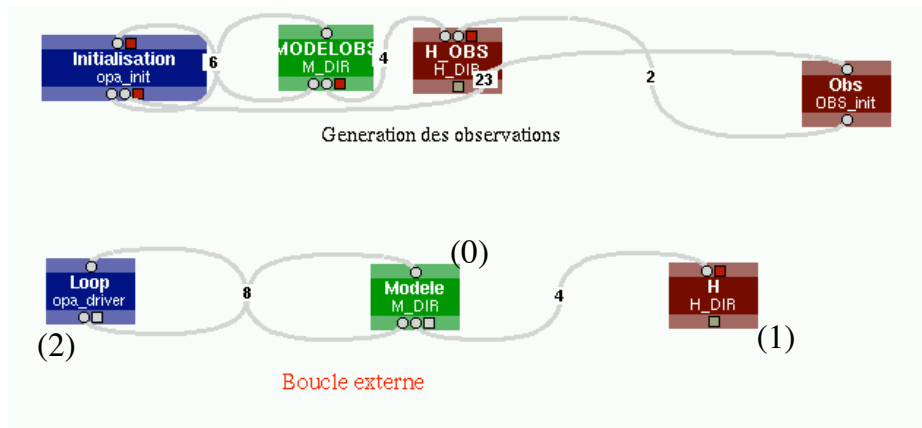 Initialisation
opa_init
6
MODELOBS
M_DIR
4
H_OBS
H_DIR
23
2
Obs
OBS_init
Generation des observations
(0)
Loop
opa_driver
8
Modele
M_DIR
4
H
H_DIR
(2)
(1)
Boucle externe